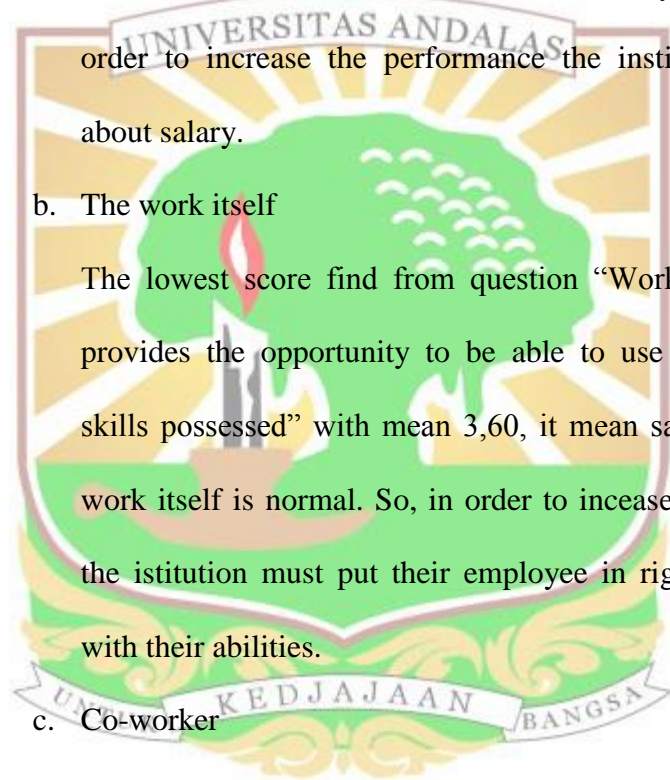 UNIVERSITAS ANDALAS
order to increase the performance the insti
about salary.
b. The work itself
The lowest score find from question “Work
provides the opportunity to be able to use
skills possessed” with mean 3,60, it mean sa
work itself is normal. So, in order to incease
the istitution must put their employee in rig
with their abilities.
KEDJAJAAN BANGSA
c. Co-worker